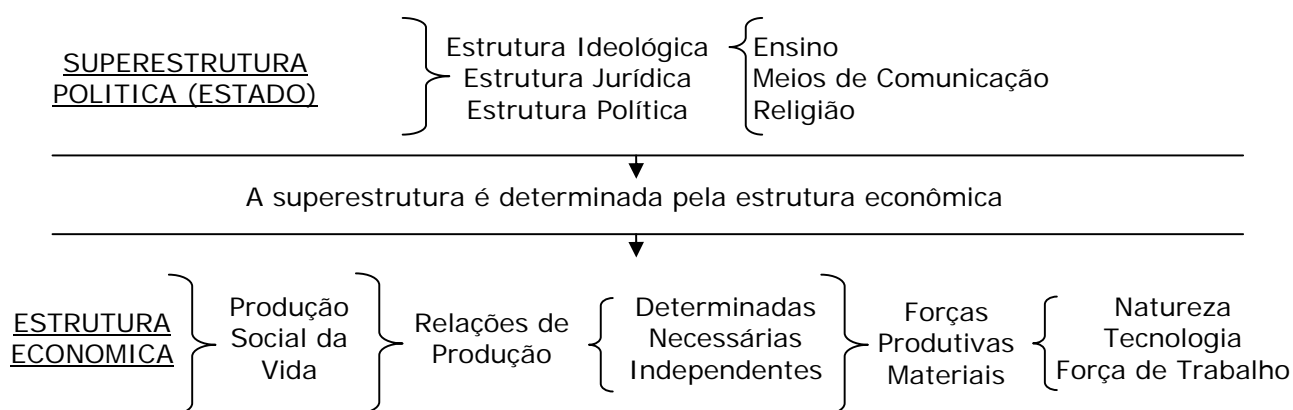 SUPERESTRUTURA
POLITICA (ESTADO)
Estrutura Ideológica
Estrutura Jurídica
Estrutura Política
Ensino
Meios de Comunicação
Religião
A superestrutura é determinada pela estrutura econômica
ESTRUTURA
ECONOMICA
Produção
Social da
Vida
Relações de
Produção
Determinadas
Necessárias
Independentes
Forças
Produtivas
Materiais
Natureza
Tecnologia
Força de Trabalho